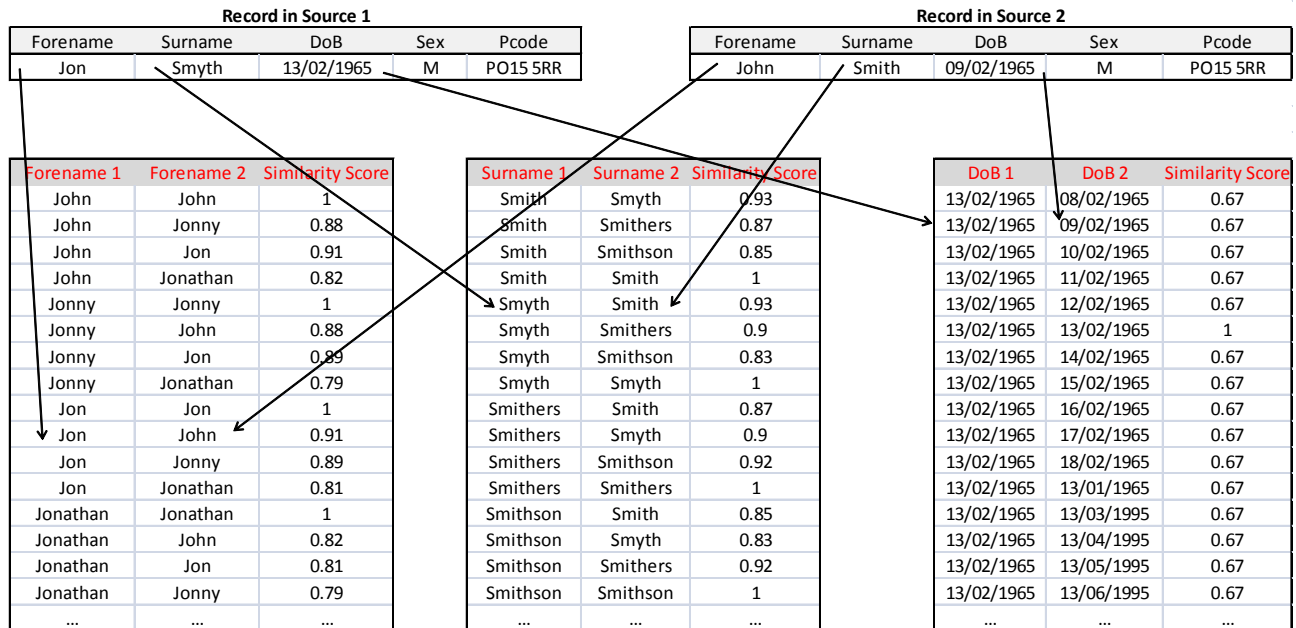 Record in Source 1 Record in Source 2
Forename Surname DoB Sex Pcode Forename Surname DoB Sex Pcode
Jon Smyth 13/02/1965 M PO15 5RR John Smith 09/02/1965 M PO15 5RR
Forename 1 Forename 2 Similarity Score Surname 1 Surname 2 Similarity Score DoB 1 DoB 2 Similarity Score
John John 1 Smith Smyth 0.93 13/02/1965 08/02/1965 0.67
John Jonny 0.88 Smith Smithers 0.87 13/02/1965 09/02/1965 0.67
John Jon 0.91 Smith Smithson 0.85 13/02/1965 10/02/1965 0.67
John Jonathan 0.82 Smith Smith 1 13/02/1965 11/02/1965 0.67
Jonny Jonny 1 Smyth Smith 0.93 13/02/1965 12/02/1965 0.67
Jonny John 0.88 Smyth Smithers 0.9 13/02/1965 13/02/1965 1
Jonny Jon 0.89 Smyth Smithson 0.83 13/02/1965 14/02/1965 0.67
Jonny Jonathan 0.79 Smyth Smyth 1 13/02/1965 15/02/1965 0.67
Jon Jon 1 Smithers Smith 0.87 13/02/1965 16/02/1965 0.67
Jon John 0.91 Smithers Smyth 0.9 13/02/1965 17/02/1965 0.67
Jon Jonny 0.89 Smithers Smithson 0.92 13/02/1965 18/02/1965 0.67
Jon Jonathan 0.81 Smithers Smithers 1 13/02/1965 13/01/1965 0.67
Jonathan Jonathan 1 Smithson Smith 0.85 13/02/1965 13/03/1995 0.67
Jonathan John 0.82 Smithson Smyth 0.83 13/02/1965 13/04/1995 0.67
Jonathan Jon 0.81 Smithson Smithers 0.92 13/02/1965 13/05/1995 0.67
Jonathan Jonny 0.79 Smithson Smithson 1 13/02/1965 13/06/1995 0.67
... ... ... ... ... ... ... ... ...